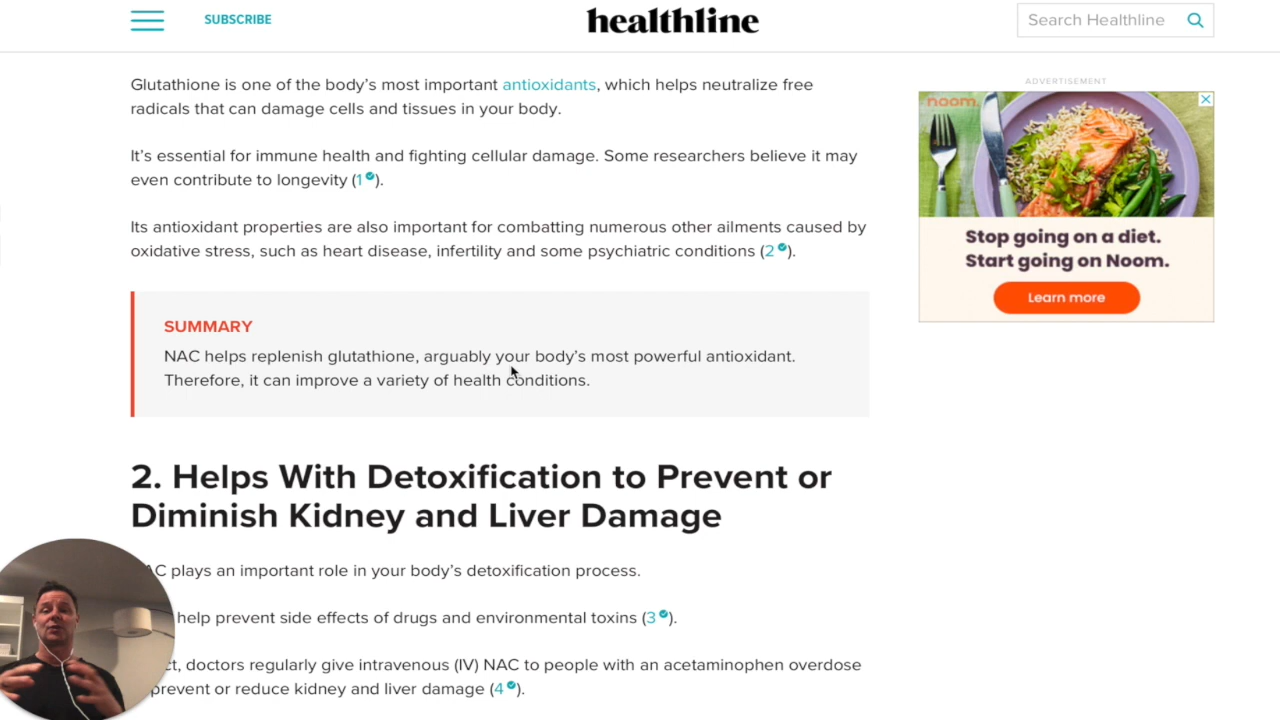 SUBSCRIBE
healthline
Search Healthline
Glutathione is one of the body's most important antioxidants, which helps neutralize free
radicals that can damage cells and tissues in your body.
It's essential for immune health and fighting cellular damage. Some researchers believe it may
even contribute to longevity (1).
Its antioxidant properties are also important for combatting numerous other ailments caused by
oxidative stress, such as heart disease, infertility and some psychiatric conditions (2).
SUMMARY
NAC helps replenish glutathione, arguably your body's most powerful antioxidant.
Therefore, it can improve a variety of health conditions.
2. Helps With Detoxification to Prevent or
Diminish Kidney and Liver Damage
plays an important role in your body's detoxification process.
help prevent side effects of drugs and environmental toxins (3).
doctors regularly give intravenous (IV) NAC to people with an acetaminophen overdose
prevent or reduce kidney and liver damage (4).
ADVERTISEMENT
noom.
Stop going on a diet.
Start going on Noom.
Learn more